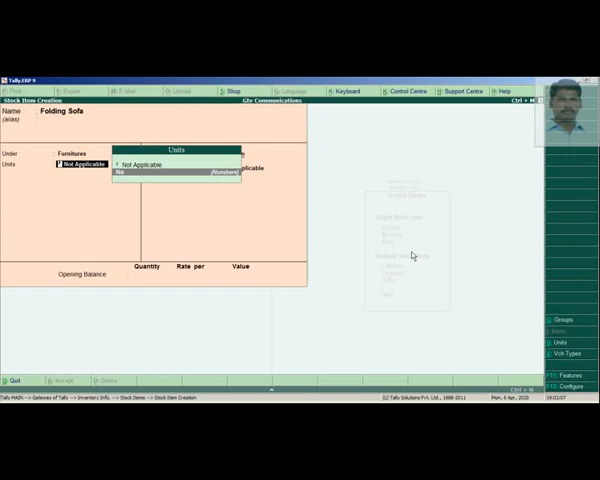 Tally.ERP 9
P: Print E: Export M: E-Mail O: Upload S: Shop G: Language K: Keyboard K: Control Centre H: Support Centre H: Help
Stock Item Creation Gtv Communications Ctrl + M
Name : Folding Sofa
(alias) :
Under : Furnitures
Units : Not Applicable
Units
Not Applicable
No (Numbers)
plicable
Quantity Rate per Value
Opening Balance :
Groups
Units
Vch Types
F11: Features
F12: Configure
Q: Quit A: Accept D: Delete
Ctrl + N
Tally MAIN --> Gateway of Tally --> Inventory Info. --> Stock Items --> Stock Item Creation (c) Tally Solutions Pvt. Ltd., 1988-2011 Mon, 6 Apr, 2020 19:02:07